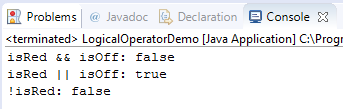 Problems @ Javadoc Declaration Console
<terminated> LogicalOperatorDemo [Java Application] C:\Progr
isRed && isOff: false
isRed || isOff: true
!isRed: false